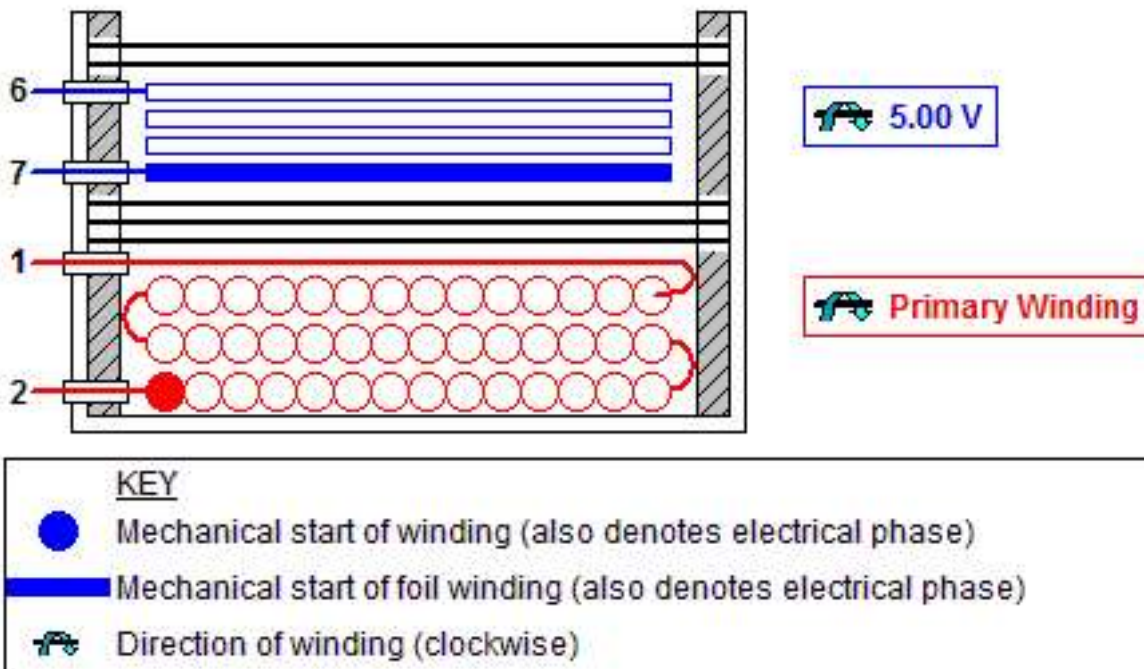 6
5.00 V
7
1
Primary Winding
2
KEY
Mechanical start of winding (also denotes electrical phase)
Mechanical start of foil winding (also denotes electrical phase)
Direction of winding (clockwise)